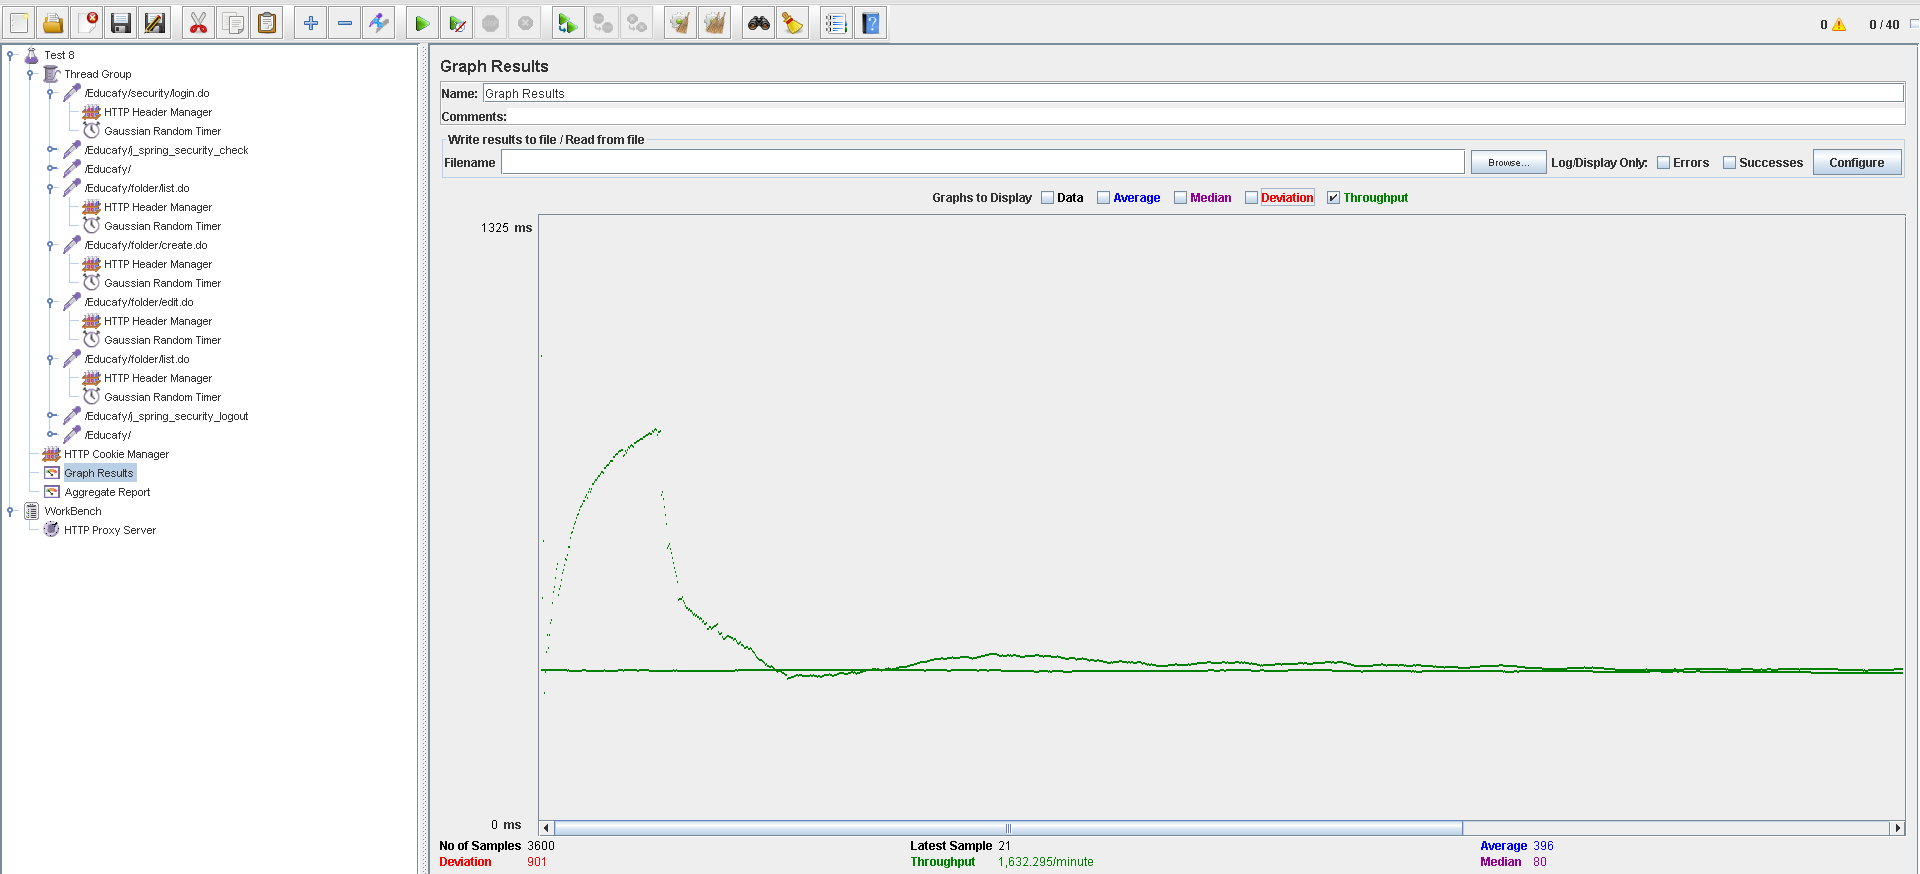 0
0 / 40
Test 8
Thread Group
/Educafy/security/login.do
HTTP Header Manager
Gaussian Random Timer
/Educafy/j_spring_security_check
/Educafy/
/Educafy/folder/list.do
HTTP Header Manager
Gaussian Random Timer
/Educafy/folder/create.do
HTTP Header Manager
Gaussian Random Timer
/Educafy/folder/edit.do
HTTP Header Manager
Gaussian Random Timer
/Educafy/folder/list.do
HTTP Header Manager
Gaussian Random Timer
/Educafy/j_spring_security_logout
/Educafy/
HTTP Cookie Manager
Graph Results
Aggregate Report
WorkBench
HTTP Proxy Server
Graph Results
Name: Graph Results
Comments:
Write results to file / Read from file
Filename Browse... Log/Display Only: Errors Successes Configure
Graphs to Display Data Average Median Deviation Throughput
1325 ms
0 ms
No of Samples 3600 Latest Sample 21 Average 396
Deviation 901 Throughput 1,632.295/minute Median 80